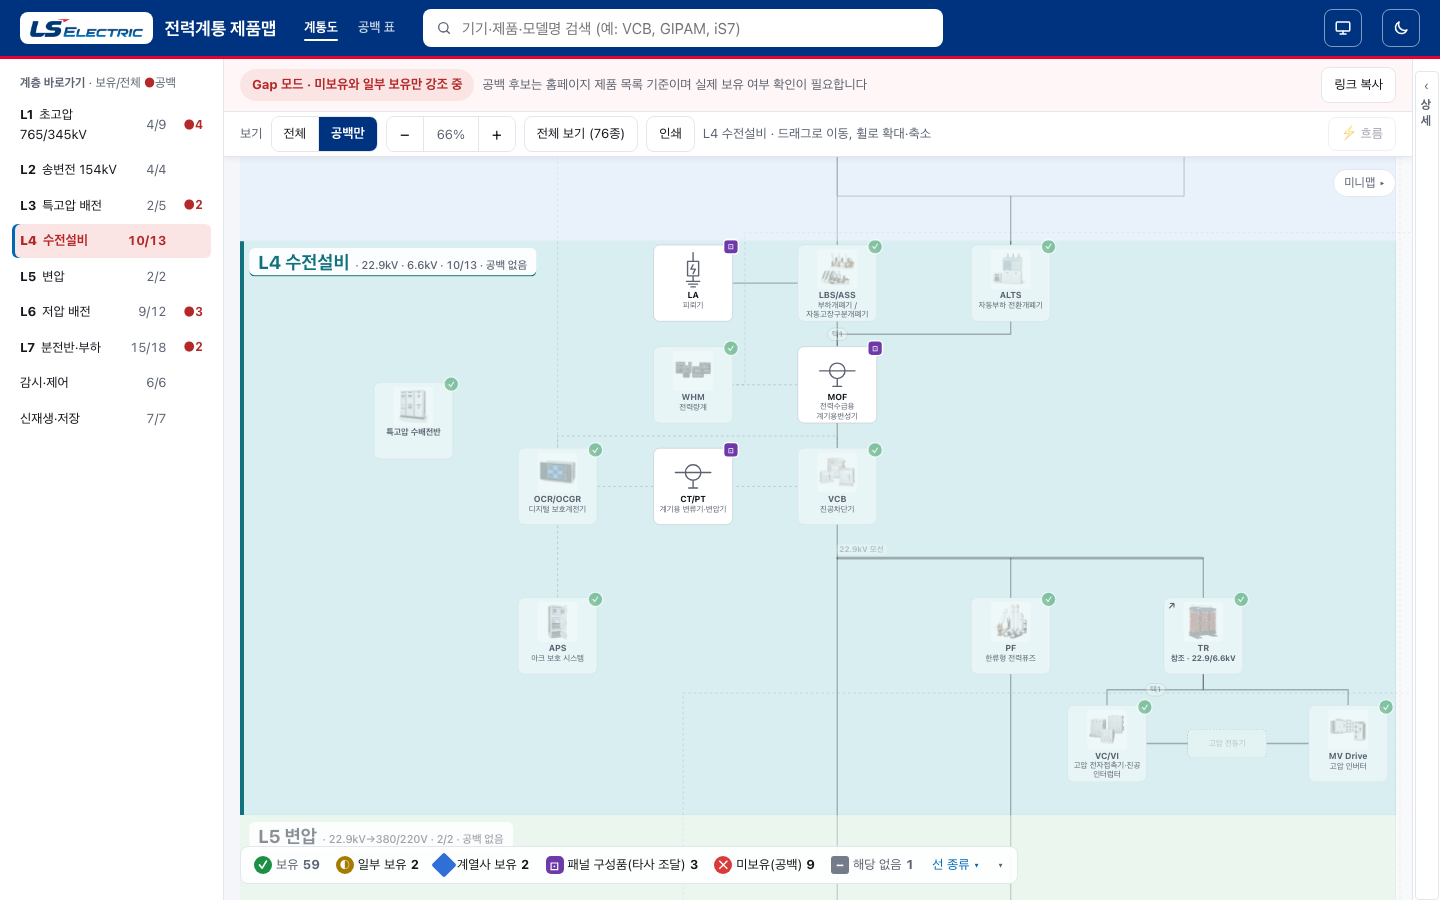 LS ELECTRIC 전력계통 제품맵 계통도 공백 표 기기·제품·모델명 검색 (예: VCB, GIPAM, iS7)
계층 바로가기 · 보유/전체 공백
L1 초고압 765/345kV 4/9 4
L2 송변전 154kV 4/4
L3 특고압 배전 2/5 2
L4 수전설비 10/13
L5 변압 2/2
L6 저압 배전 9/12 3
L7 분전반·부하 15/18 2
감시·제어 6/6
신재생·저장 7/7
Gap 모드 · 미보유와 일부 보유만 강조 중 공백 후보는 홈페이지 제품 목록 기준이며 실제 보유 여부 확인이 필요합니다 링크 복사
보기 전체 공백만 − 66% + 전체 보기 (76종) 인쇄 L4 수전설비 · 드래그로 이동, 휠로 확대·축소 ⚡ 흐름
‹ 상세
미니맵 ▸
L4 수전설비 · 22.9kV · 6.6kV · 10/13 · 공백 없음
LA
피뢰기
LBS/ASS
부하개폐기 /
자동고장구분개폐기
ALTS
자동부하 전환개폐기
택1
WHM
전력량계
MOF
전력수급용
계기용변성기
특고압 수배전반
OCR/OCGR
디지털 보호계전기
CT/PT
계기용 변류기·변압기
VCB
진공차단기
22.9kV 모선
APS
아크 보호 시스템
PF
한류형 전력퓨즈
↗
TR
참조 · 22.9/6.6kV
택1
VC/VI
고압 전자접촉기·진공
인터럽터
고압 전동기
MV Drive
고압 인버터
L5 변압 · 22.9kV→380/220V · 2/2 · 공백 없음
보유 59 일부 보유 2 계열사 보유 2 패널 구성품(타사 조달) 3 미보유(공백) 9 해당 없음 1 선 종류 ▾ ▾